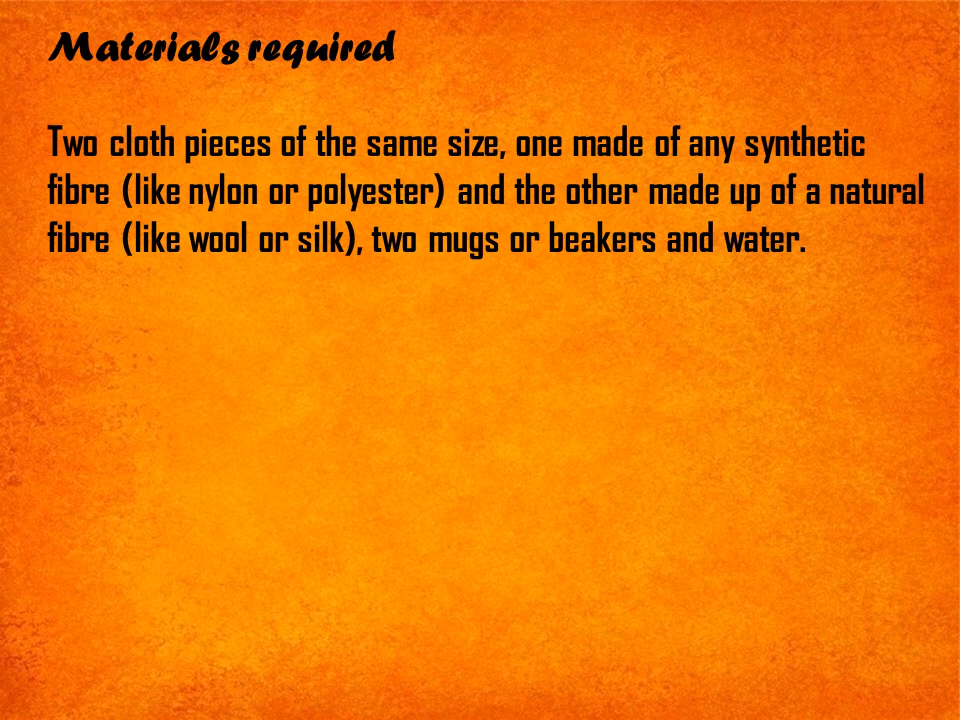 Materials required
Two cloth pieces of the same size, one made of any synthetic
fibre (like nylon or polyester) and the other made up of a natural
fibre (like wool or silk), two mugs or beakers and water.